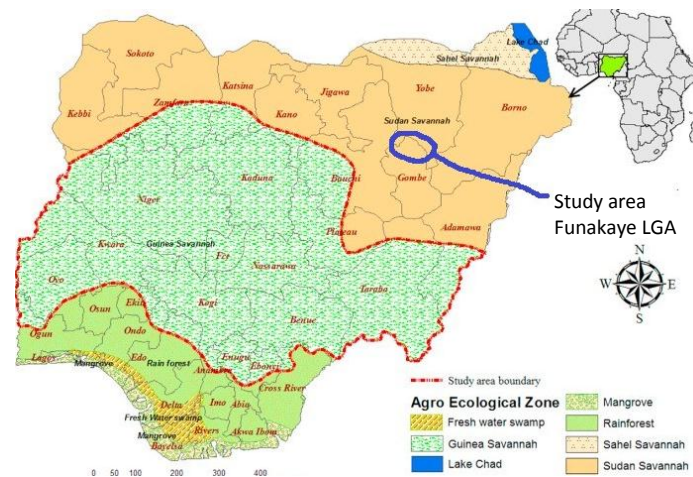 Lake Chad
Sahel Savannah
Sokoto
Katsina
Jigawa
Yobe
Zamfara
Kebbi
Kano
Borno
Sudan Savannah
Kaduna
Bauchi
Gombe
Study area
Funakaye LGA
Niger
Adamawa
Plateau
Kwara
Guinea Savannah
Fct
Nassarawa
N
W
E
S
Oyo
Taraba
Kogi
Ekiti
Osun
Benue
Ogun
Ondo
Enugu
Lagos
Edo
Ebonyi
Mangrove
Rain forest
Anambra
Cross River
Delta
Imo
Abia
Fresh Water swamp
Mangrove
Rivers
Akwa Ibom
Bayelsa
0 50 100 200 300 400
Study area boundary
Agro Ecological Zone
Fresh water swamp
Guinea Savannah
Lake Chad
Mangrove
Rainforest
Sahel Savannah
Sudan Savannah